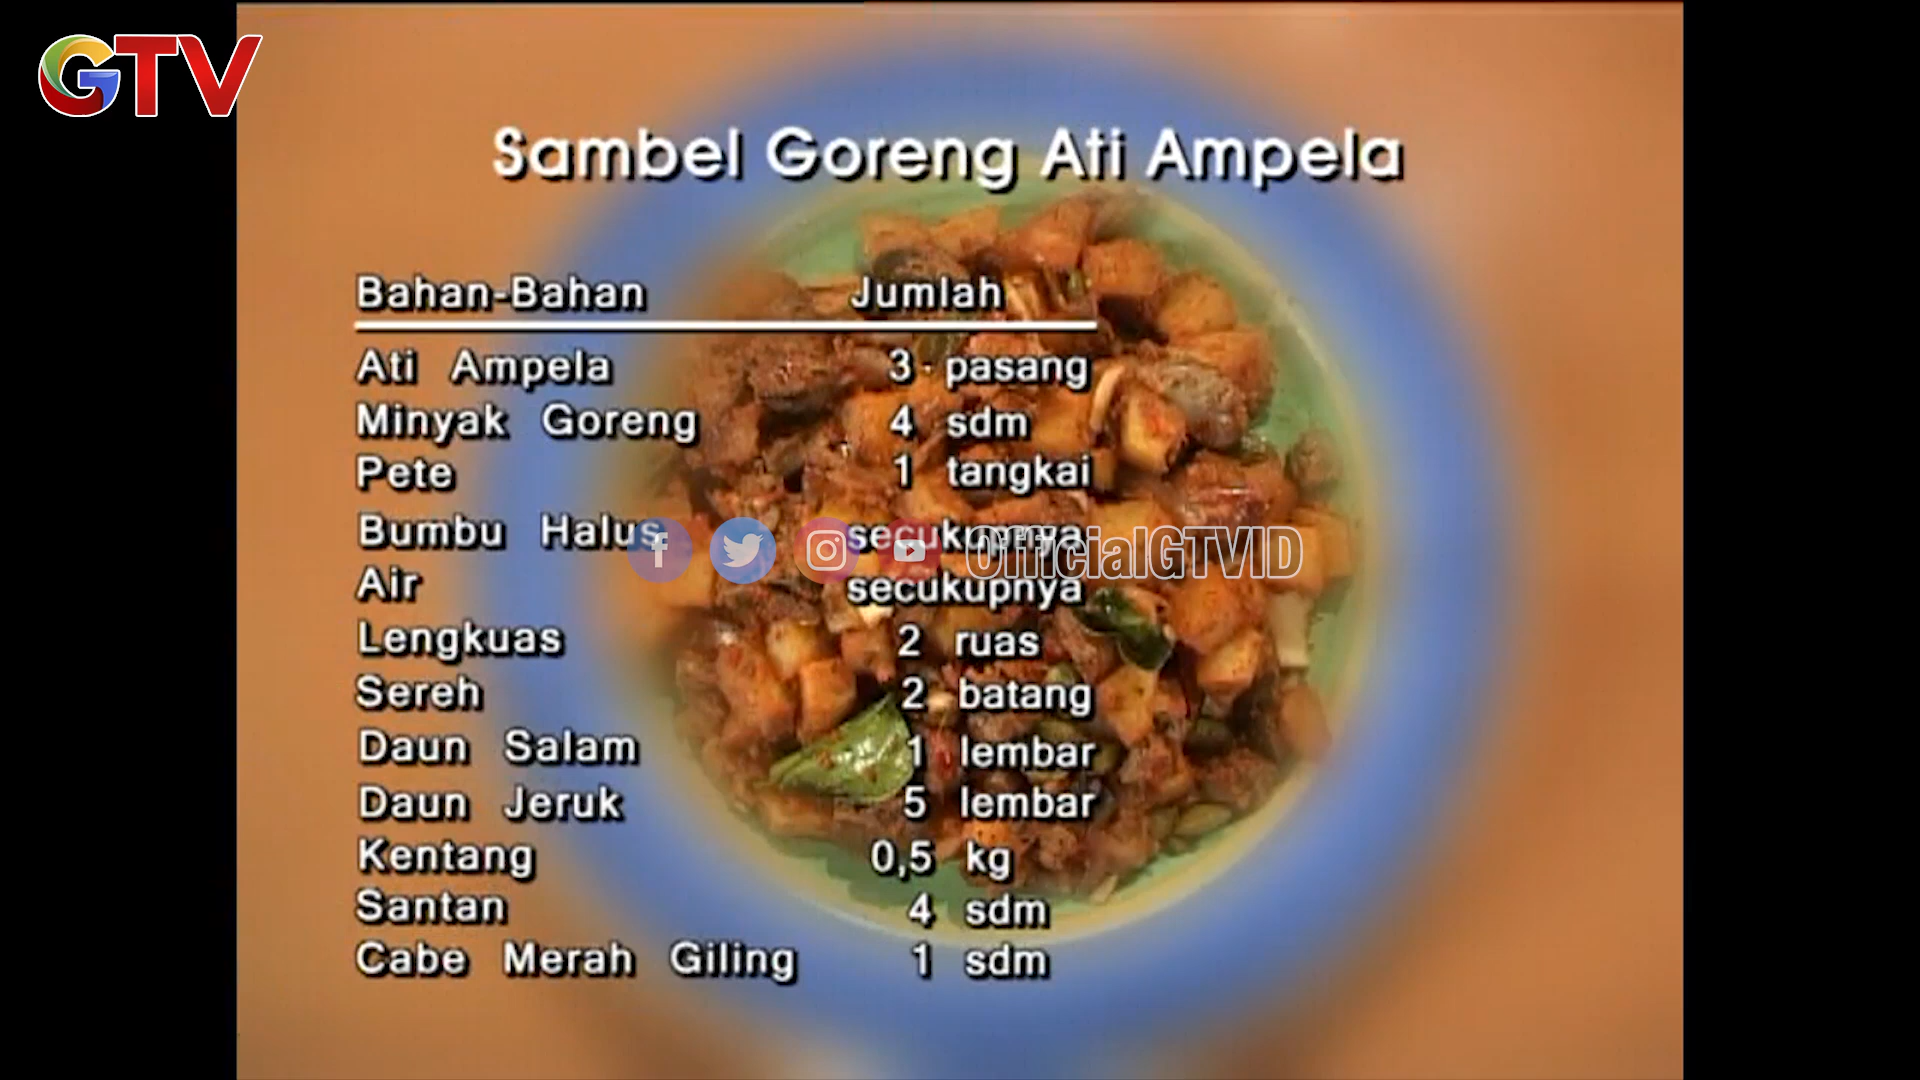 GTV
Sambel Goreng Ati Ampela
Bahan-Bahan Jumlah
Ati Ampela 3 pasang
Minyak Goreng 4 sdm
Pete 1 tangkai
Bumbu Halus secukupnya
OfficialGTVID
Air secukupnya
Lengkuas 2 ruas
Sereh 2 batang
Daun Salam 1 lembar
Daun Jeruk 5 lembar
Kentang 0,5 kg
Santan 4 sdm
Cabe Merah Giling 1 sdm